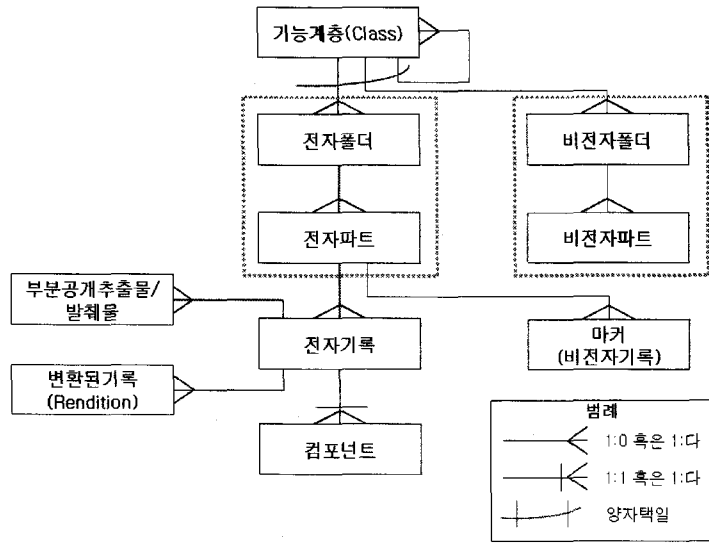 기능계층(Class)
전자폴더
비전자폴더
전자파트
비전자파트
부분공개추출물/
발췌물
전자기록
마커
(비전자기록)
변환된기록
(Rendition)
컴포넌트
범례
1:0 혹은 1:다
1:1 혹은 1:다
양자택일